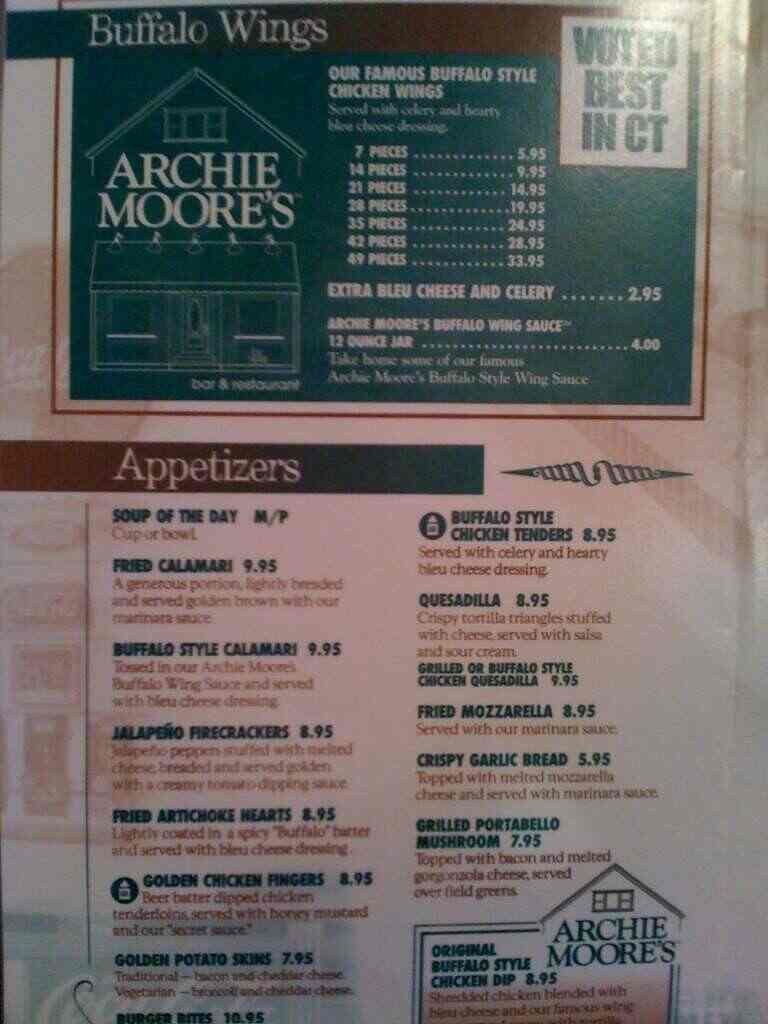 Buffalo Wings
VOTED
BEST
IN CT
ARCHIE
MOORE'S
bar & restaurant
OUR FAMOUS BUFFALO STYLE
CHICKEN WINGS
Served with celery and hearty
bleu cheese dressing.
7 PIECES ............. 5.95
14 PIECES ............. 9.95
21 PIECES ............. 14.95
28 PIECES ............. 19.95
35 PIECES ............. 24.95
42 PIECES ............. 28.95
49 PIECES ............. 33.95
EXTRA BLEU CHEESE AND CELERY ....... 2.95
ARCHIE MOORE'S BUFFALO WING SAUCE™
12 OUNCE JAR ............................. 4.00
Take home some of our famous
Archie Moore's Buffalo Style Wing Sauce
Appetizers
SOUP OF THE DAY M/P
Cup or bowl.
FRIED CALAMARI 9.95
A generous portion, lightly breaded
and served golden brown with our
marinara sauce.
BUFFALO STYLE CALAMARI 9.95
Tossed in our Archie Moore's
Buffalo Wing Sauce and served
with bleu cheese dressing.
JALAPEÑO FIRECRACKERS 8.95
Jalapeño peppers stuffed with melted
cheese, breaded and served golden
with a creamy tomato dipping sauce.
FRIED ARTICHOKE HEARTS 8.95
Lightly coated in a spicy "Buffalo" batter
and served with bleu cheese dressing.
GOLDEN CHICKEN FINGERS 8.95
Beer batter dipped chicken
tenderloins, served with honey mustard
and our "secret sauce."
GOLDEN POTATO SKINS 7.95
Traditional – bacon and cheddar cheese.
Vegetarian – broccoli and cheddar cheese.
BURGER BITES 10.95
BUFFALO STYLE
CHICKEN TENDERS 8.95
Served with celery and hearty
bleu cheese dressing.
QUESADILLA 8.95
Crispy tortilla triangles stuffed
with cheese, served with salsa
and sour cream.
GRILLED OR BUFFALO STYLE
CHICKEN QUESADILLA 9.95
FRIED MOZZARELLA 8.95
Served with our marinara sauce.
CRISPY GARLIC BREAD 5.95
Topped with melted mozzarella
cheese and served with marinara sauce.
GRILLED PORTABELLO
MUSHROOM 7.95
Topped with bacon and melted
gorgonzola cheese, served
over field greens.
ARCHIE
MOORE'S
ORIGINAL
BUFFALO STYLE
CHICKEN DIP 8.95
Shredded chicken blended with
bleu cheese and our famous wing